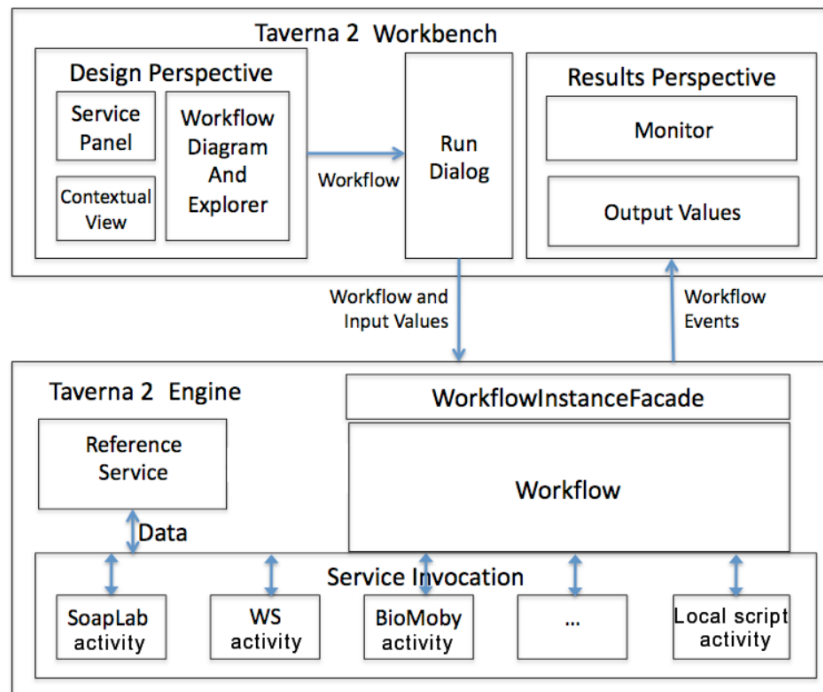 Taverna 2 Workbench
Design Perspective
Service
Panel
Contextual
View
Workflow
Diagram
And
Explorer
Workflow
Run
Dialog
Results Perspective
Monitor
Output Values
Workflow and
Input Values
Workflow
Events
Taverna 2 Engine
WorkflowInstanceFacade
Reference
Service
Workflow
Data
Service Invocation
SoapLab
activity
WS
activity
BioMoby
activity
...
Local script
activity